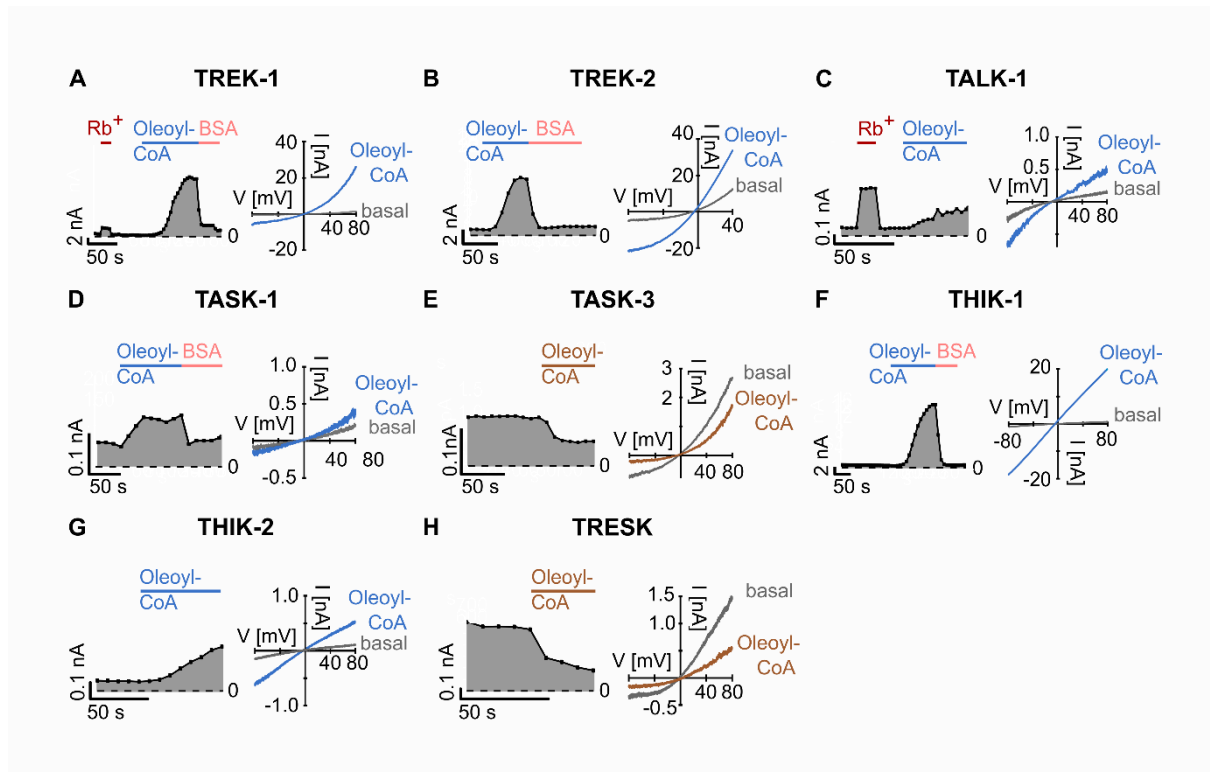 A TREK-1
Rb+ Oleoyl-CoA BSA
2 nA
50 s
0
I [nA]
40
20
-20
V [mV]
40 80
Oleoyl-CoA
basal
B TREK-2
Oleoyl-CoA BSA
2 nA
50 s
0
I [nA]
40
20
-20
V [mV]
40
Oleoyl-CoA
basal
C TALK-1
Rb+ Oleoyl-CoA
0.1 nA
50 s
0
I [nA]
1.0
0.5
V [mV]
40 80
Oleoyl-CoA
basal
D TASK-1
Oleoyl-CoA BSA
0.1 nA
50 s
0
I [nA]
1.0
0.5
-0.5
V [mV]
40 80
Oleoyl-CoA
basal
E TASK-3
Oleoyl-CoA
0.1 nA
50 s
0
I [nA]
3
2
V [mV]
40 80
basal
Oleoyl-CoA
F THIK-1
Oleoyl-CoA BSA
2 nA
50 s
0
I [nA]
20
-20
V [mV]
-80 80
Oleoyl-CoA
basal
G THIK-2
Oleoyl-CoA
0.1 nA
50 s
0
I [nA]
1.0
-1.0
V [mV]
40 80
Oleoyl-CoA
basal
H TRESK
Oleoyl-CoA
0.1 nA
50 s
0
I [nA]
1.5
1.0
-0.5
V [mV]
40 80
basal
Oleoyl-CoA